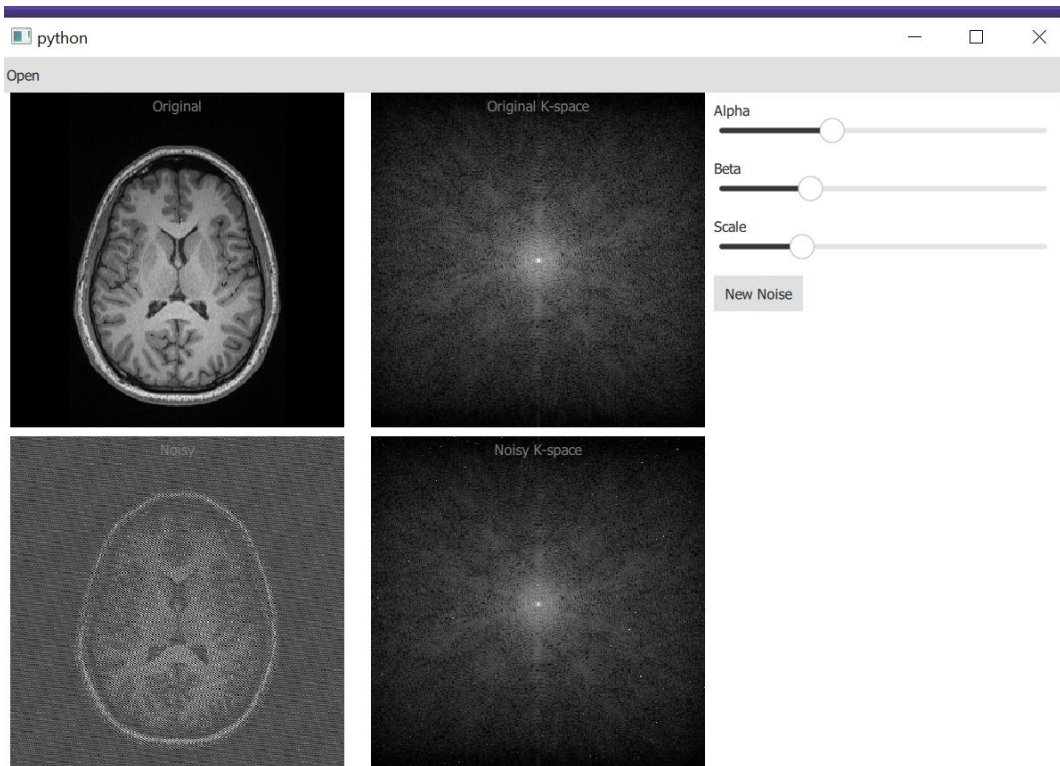 python
Open
Original
Original K-space
Alpha
Beta
Scale
New Noise
Noisy
Noisy K-space